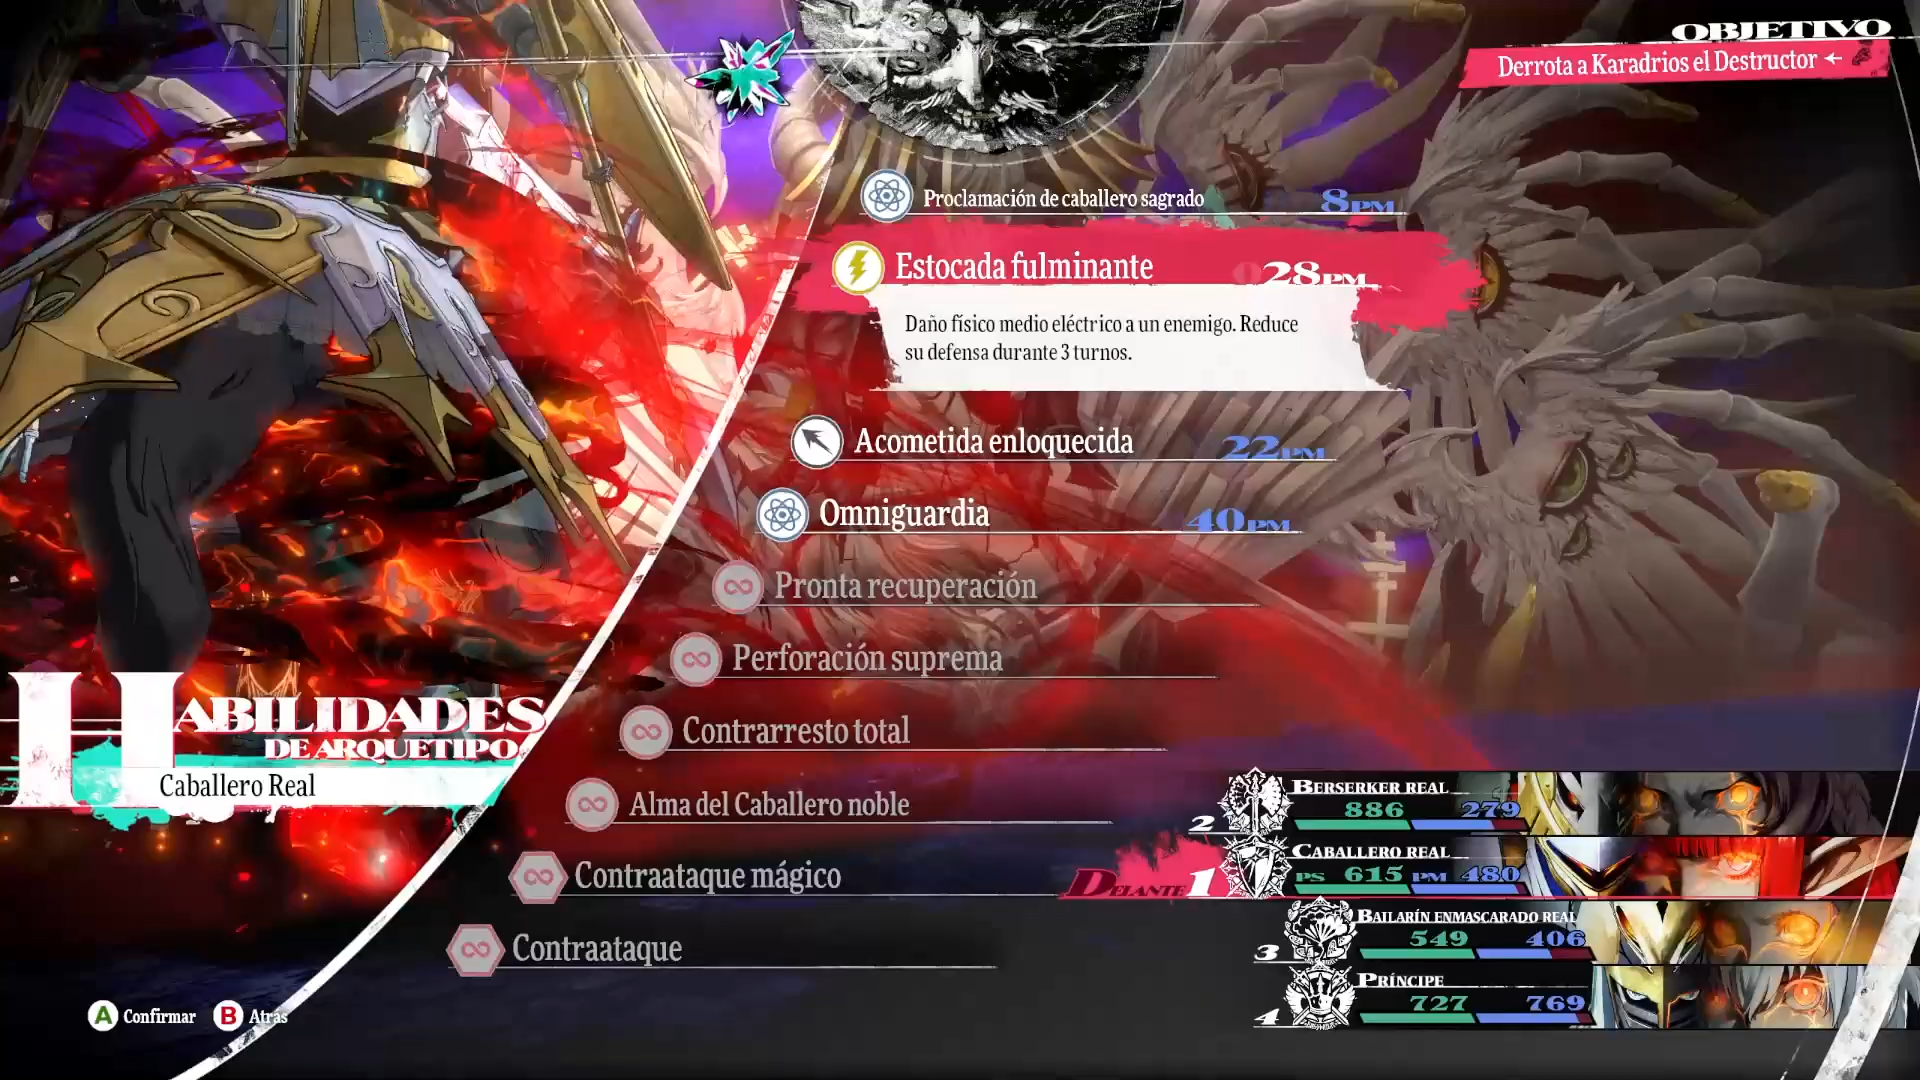 OBJETIVO
Derrota a Karadrios el Destructor ←
Proclamación de caballero sagrado 8PM
Estocada fulminante 028PM
Daño físico medio eléctrico a un enemigo. Reduce
su defensa durante 3 turnos.
Acometida enloquecida 22PM
Omniguardia 40PM
Pronta recuperación
Perforación suprema
Contrarresto total
Alma del Caballero noble
Contraataque mágico
Contraataque
HABILIDADES
DE ARQUETIPO
Caballero Real
BERSERKER REAL
2 886 279
CABALLERO REAL
DELANTE 1 PS 615 PM 480
BAILARÍN ENMASCARADO REAL
3 549 406
PRÍNCIPE
4 727 769
A Confirmar B Atrás